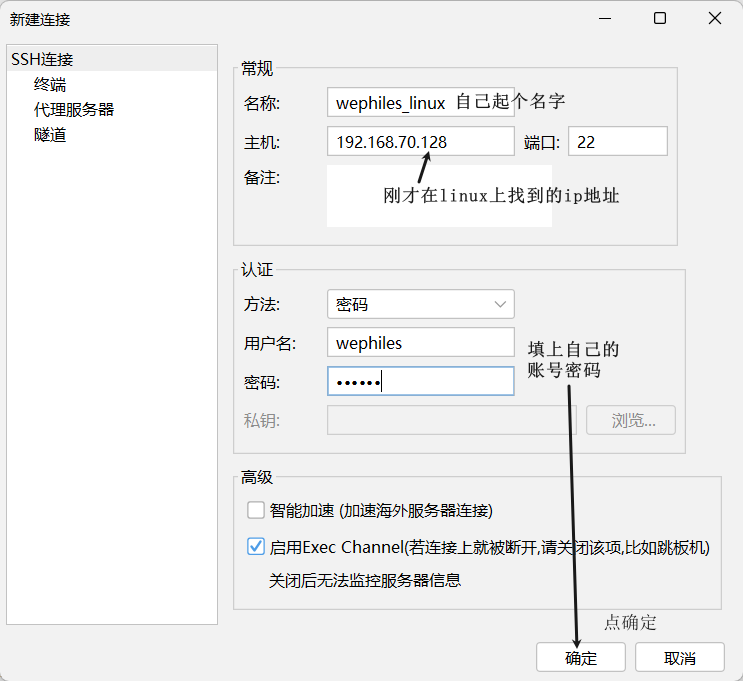 新建连接
SSH连接
终端
代理服务器
隧道
常规
名称: wephiles_linux 自己起个名字
主机: 192.168.70.128 端口: 22
备注:
刚才在linux上找到的ip地址
认证
方法: 密码
用户名: wephiles
填上自己的
账号密码
密码: ••••••
私钥: 浏览...
高级
智能加速 (加速海外服务器连接)
启用Exec Channel(若连接上就被断开,请关闭该项,比如跳板机)
关闭后无法监控服务器信息
点确定
确定 取消